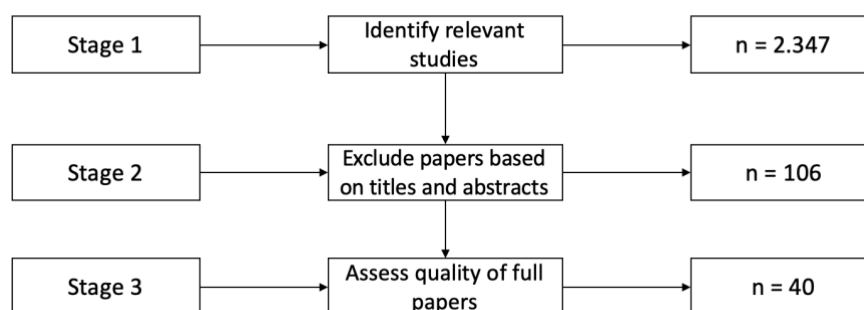 Stage 1
Identify relevant
studies
n = 2.347
Stage 2
Exclude papers based
on titles and abstracts
n = 106
Stage 3
Assess quality of full
papers
n = 40